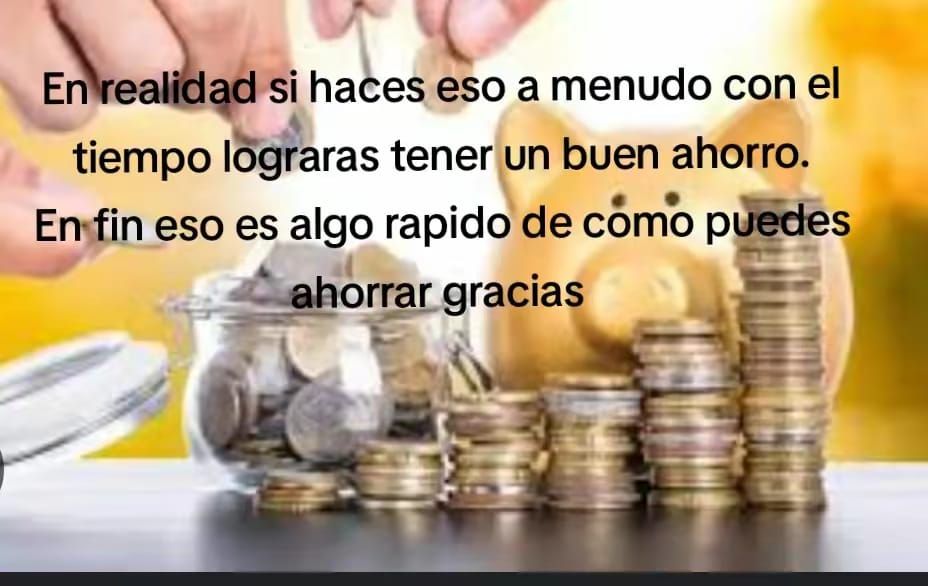 En realidad si haces eso a menudo con el
tiempo lograras tener un buen ahorro.
En fin eso es algo rapido de como puedes
ahorrar gracias